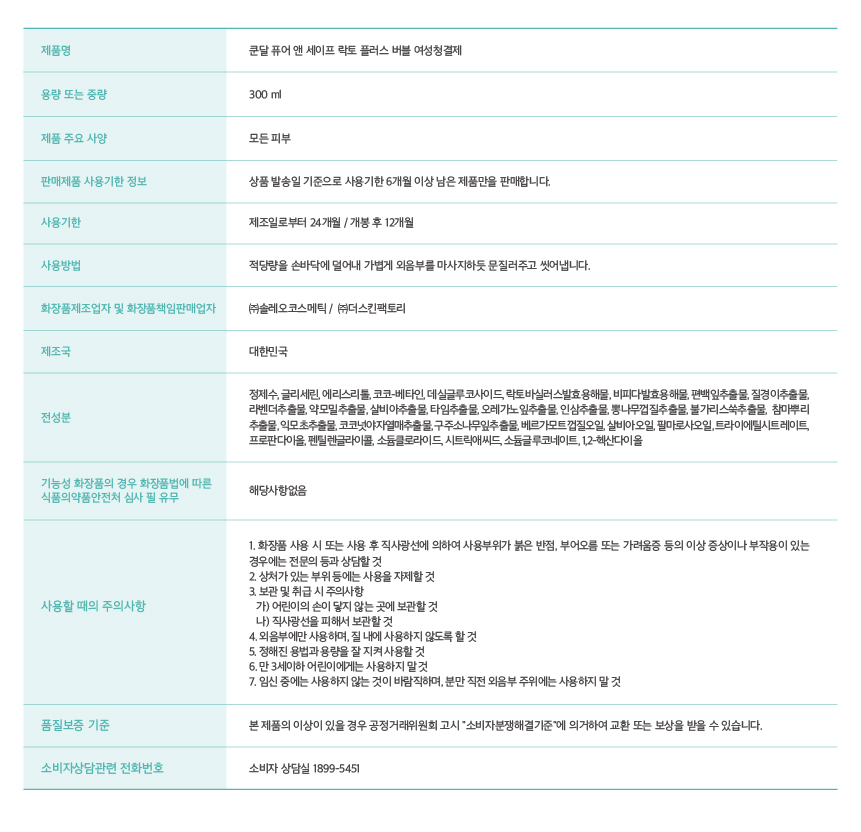 제품명
쿤달 퓨어 앤 세이프 락토 플러스 버블 여성청결제
용량 또는 중량
300 ml
제품 주요 사양
모든 피부
판매제품 사용기한 정보
상품 발송일 기준으로 사용기한 6개월 이상 남은 제품만을 판매합니다.
사용기한
제조일로부터 24개월 / 개봉 후 12개월
사용방법
적당량을 손바닥에 덜어내 가볍게 외음부를 마사지하듯 문질러주고 씻어냅니다.
화장품제조업자 및 화장품책임판매업자
㈜솔레오코스메틱 / ㈜더스킨팩토리
제조국
대한민국
전성분
정제수, 글리세린, 에리스리톨, 코코-베타인, 데실글루코사이드, 락토바실러스발효용해물, 비피다발효용해물, 편백잎추출물, 질경이추출물,
라벤더추출물, 약모밀추출물, 살비아추출물, 타임추출물, 오레가노잎추출물, 인삼추출물, 뽕나무껍질추출물, 불가리스쑥추출물, 참마뿌리
추출물, 익모초추출물, 코코넛야자열매추출물, 구주소나무잎추출물, 베르가모트껍질오일, 살비아오일, 팔마로사오일, 트라이에틸시트레이트,
프로판다이올, 펜틸렌글라이콜, 소듐클로라이드, 시트릭애씨드, 소듐글루코네이트, 1,2-헥산다이올
기능성 화장품의 경우 화장품법에 따른
식품의약품안전처 심사 필 유무
해당사항없음
사용할 때의 주의사항
1. 화장품 사용 시 또는 사용 후 직사광선에 의하여 사용부위가 붉은 반점, 부어오름 또는 가려움증 등의 이상 증상이나 부작용이 있는
경우에는 전문의 등과 상담할 것
2. 상처가 있는 부위 등에는 사용을 자제할 것
3. 보관 및 취급 시 주의사항
가) 어린이의 손이 닿지 않는 곳에 보관할 것
나) 직사광선을 피해서 보관할 것
4. 외음부에만 사용하며, 질 내에 사용하지 않도록 할 것
5. 정해진 용법과 용량을 잘 지켜 사용할 것
6. 만 3세이하 어린이에게는 사용하지 말 것
7. 임신 중에는 사용하지 않는 것이 바람직하며, 분만 직전 외음부 주위에는 사용하지 말 것
품질보증 기준
본 제품의 이상이 있을 경우 공정거래위원회 고시 "소비자분쟁해결기준"에 의거하여 교환 또는 보상을 받을 수 있습니다.
소비자상담관련 전화번호
소비자 상담실 1899-5451